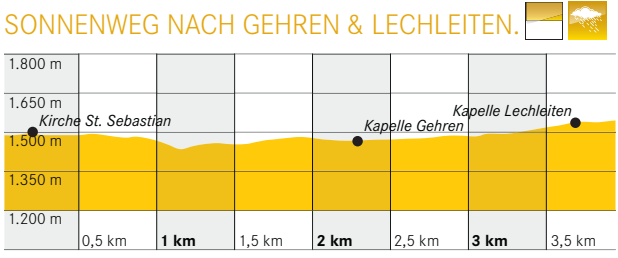 SONNENWEG NACH GEHREN & LECHLEITEN.
1.800 m
1.650 m
Kapelle Lechleiten
Kirche St. Sebastian
Kapelle Gehren
1.500 m
1.350 m
1.200 m
0,5 km 1 km 1,5 km 2 km 2,5 km 3 km 3,5 km